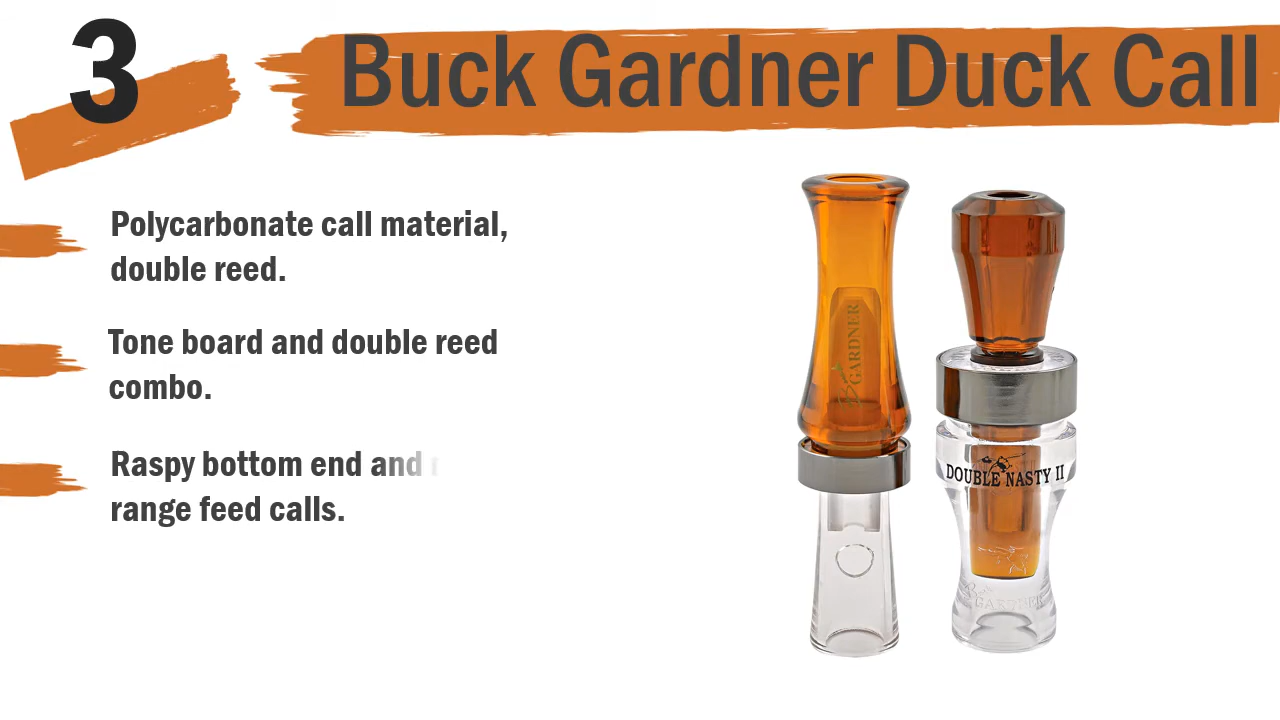 3
Buck Gardner Duck Call
Polycarbonate call material,
double reed.
Tone board and double reed
combo.
Raspy bottom end and
range feed calls.
GARDNER
DOUBLE NASTY II
GARDNER